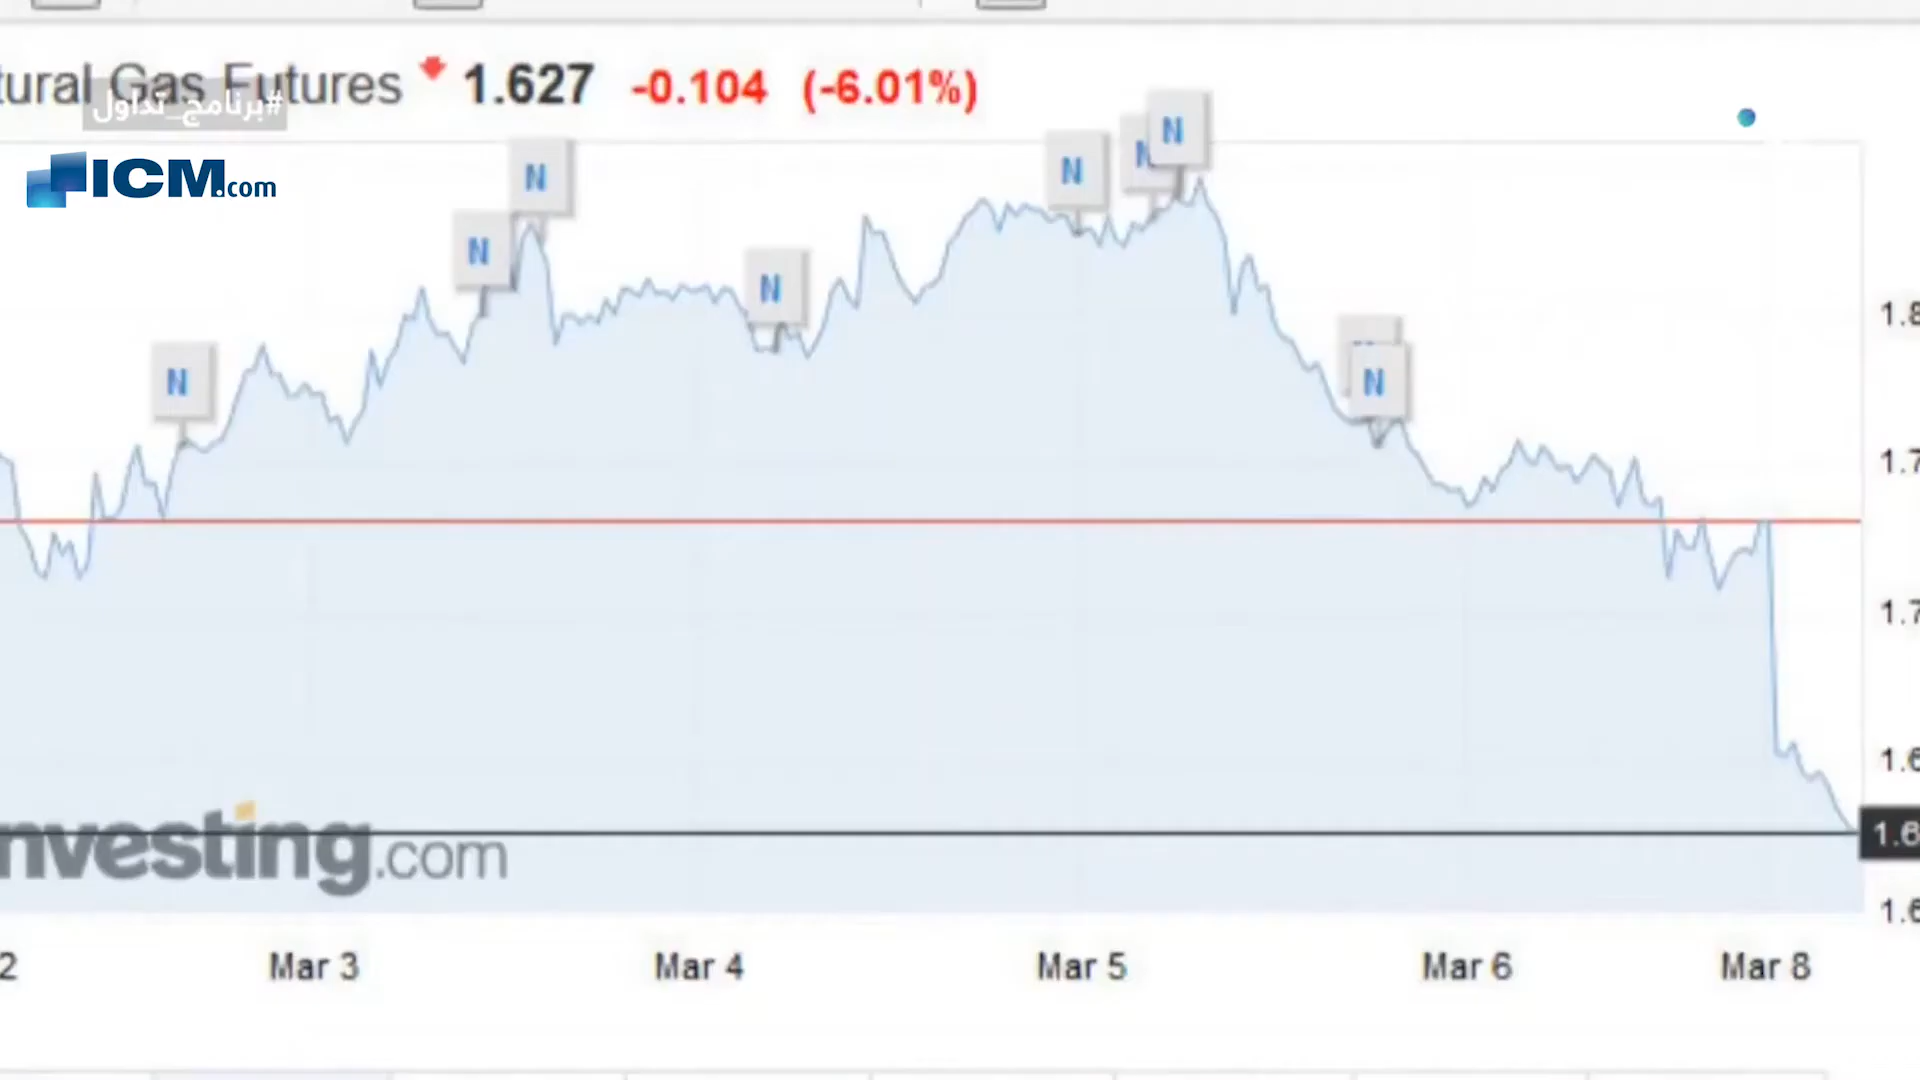 tural Gas Futures 1.627 -0.104 (-6.01%)
#برنامج_تداول
ICM.com
N
N
N
N
N
N
N
N
1.8
1.7
1.7
1.6
1.6
1.6
nvesting.com
2 Mar 3 Mar 4 Mar 5 Mar 6 Mar 8